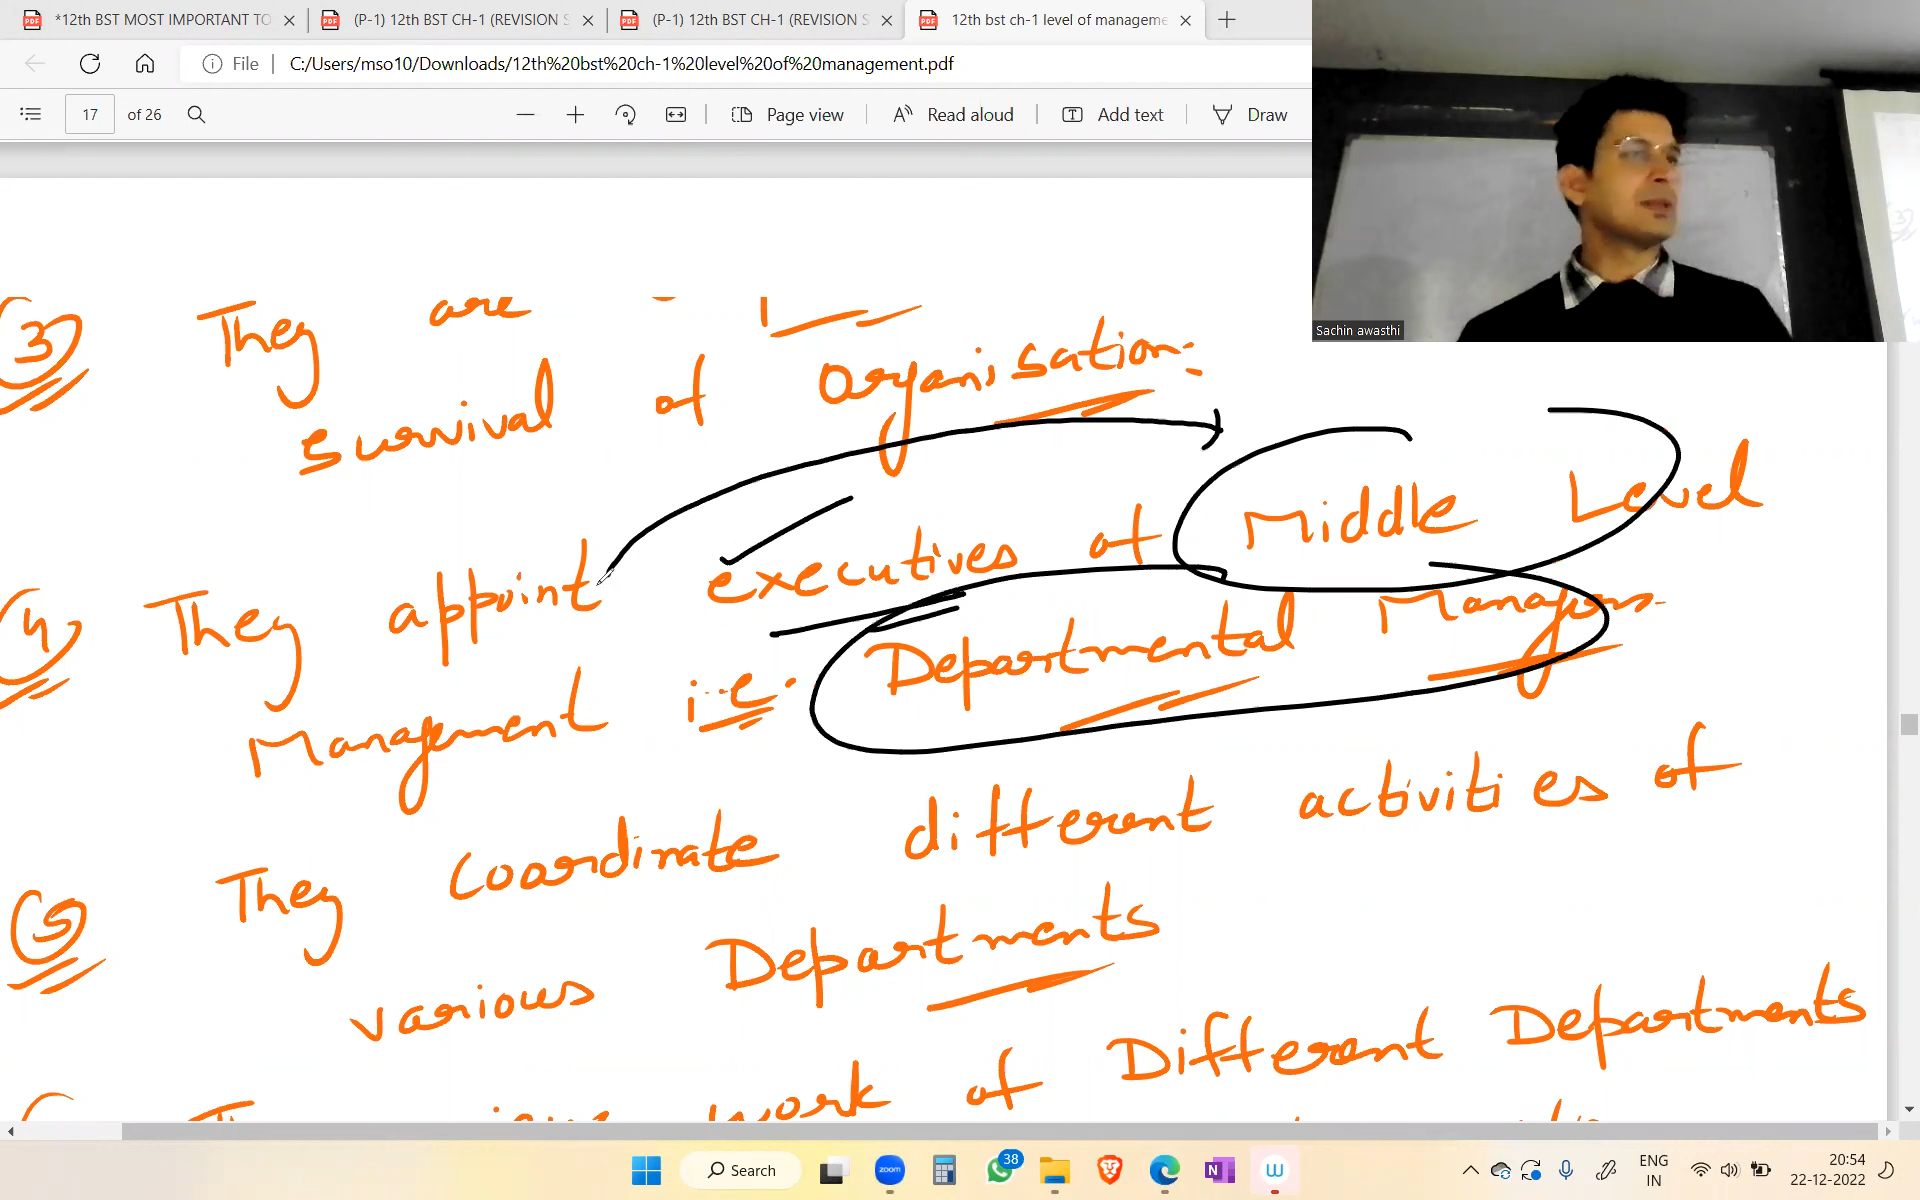 *12th BST MOST IMPORTANT TO
(P-1) 12th BST CH-1 (REVISION S
(P-1) 12th BST CH-1 (REVISION S
12th bst ch-1 level of manageme
File
C:/Users/mso10/Downloads/12th%20bst%20ch-1%20level%20of%20management.pdf
17 of 26
Page view
Read aloud
Add text
Draw
Sachin awasthi
(3) They are
survival of Organisation:
(4) They appoint executives of Middle Level
Management i.e. Departmental Managers
(5) They Coordinate different activities of
various Departments
work of Different Departments
Search
zoom
38
N
W
ENG
IN
20:54
22-12-2022